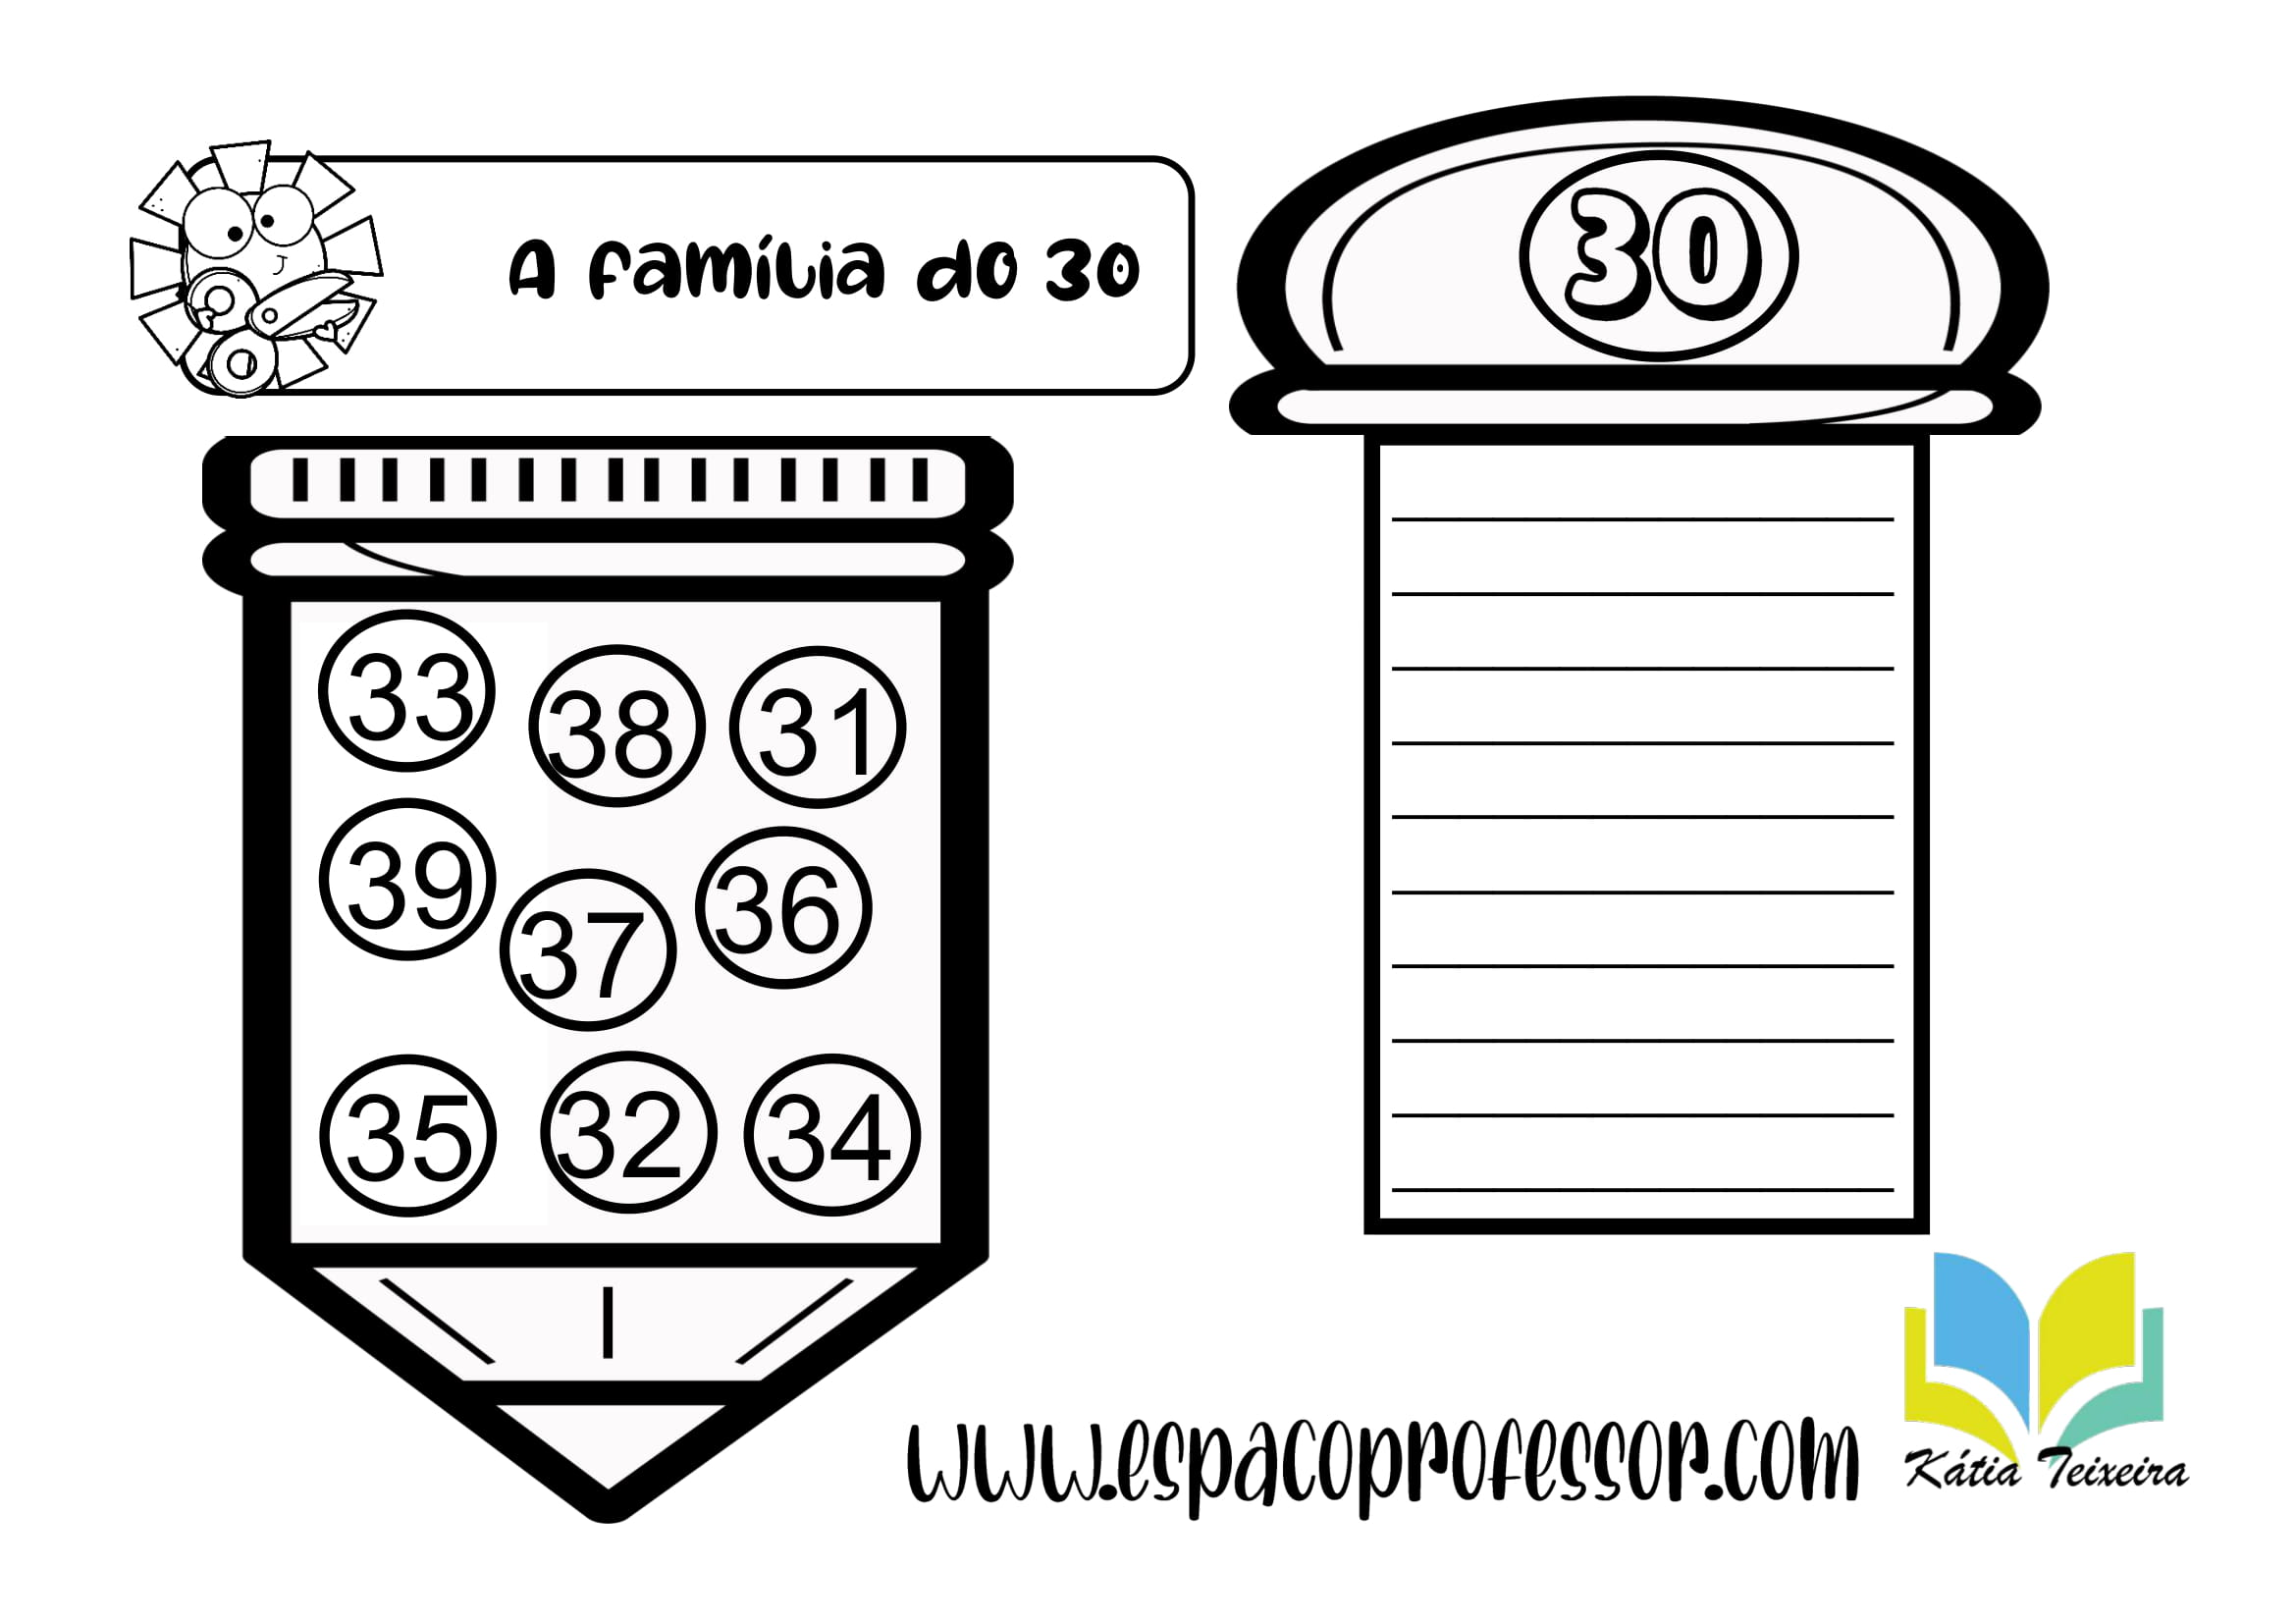 A família do 30
30
33 38 31
39 37 36
35 32 34
www.espacoprofessor.com
Kátia Teixeira